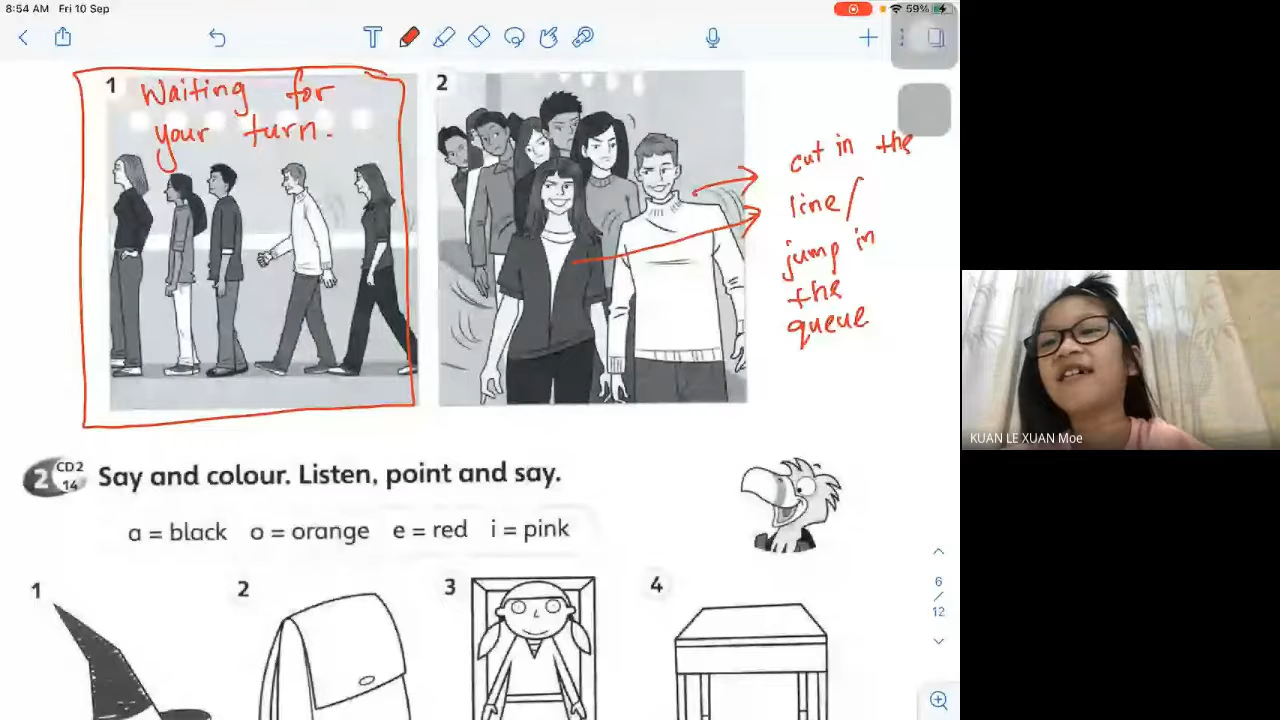 8:54 AM Fri 10 Sep
59%
1
Waiting for
your turn.
2
cut in the
line/
jump in
the
queue
2 CD2 14 Say and colour. Listen, point and say.
a = black o = orange e = red i = pink
1
2
3
4
6
/
12
KUAN LE XUAN Moe